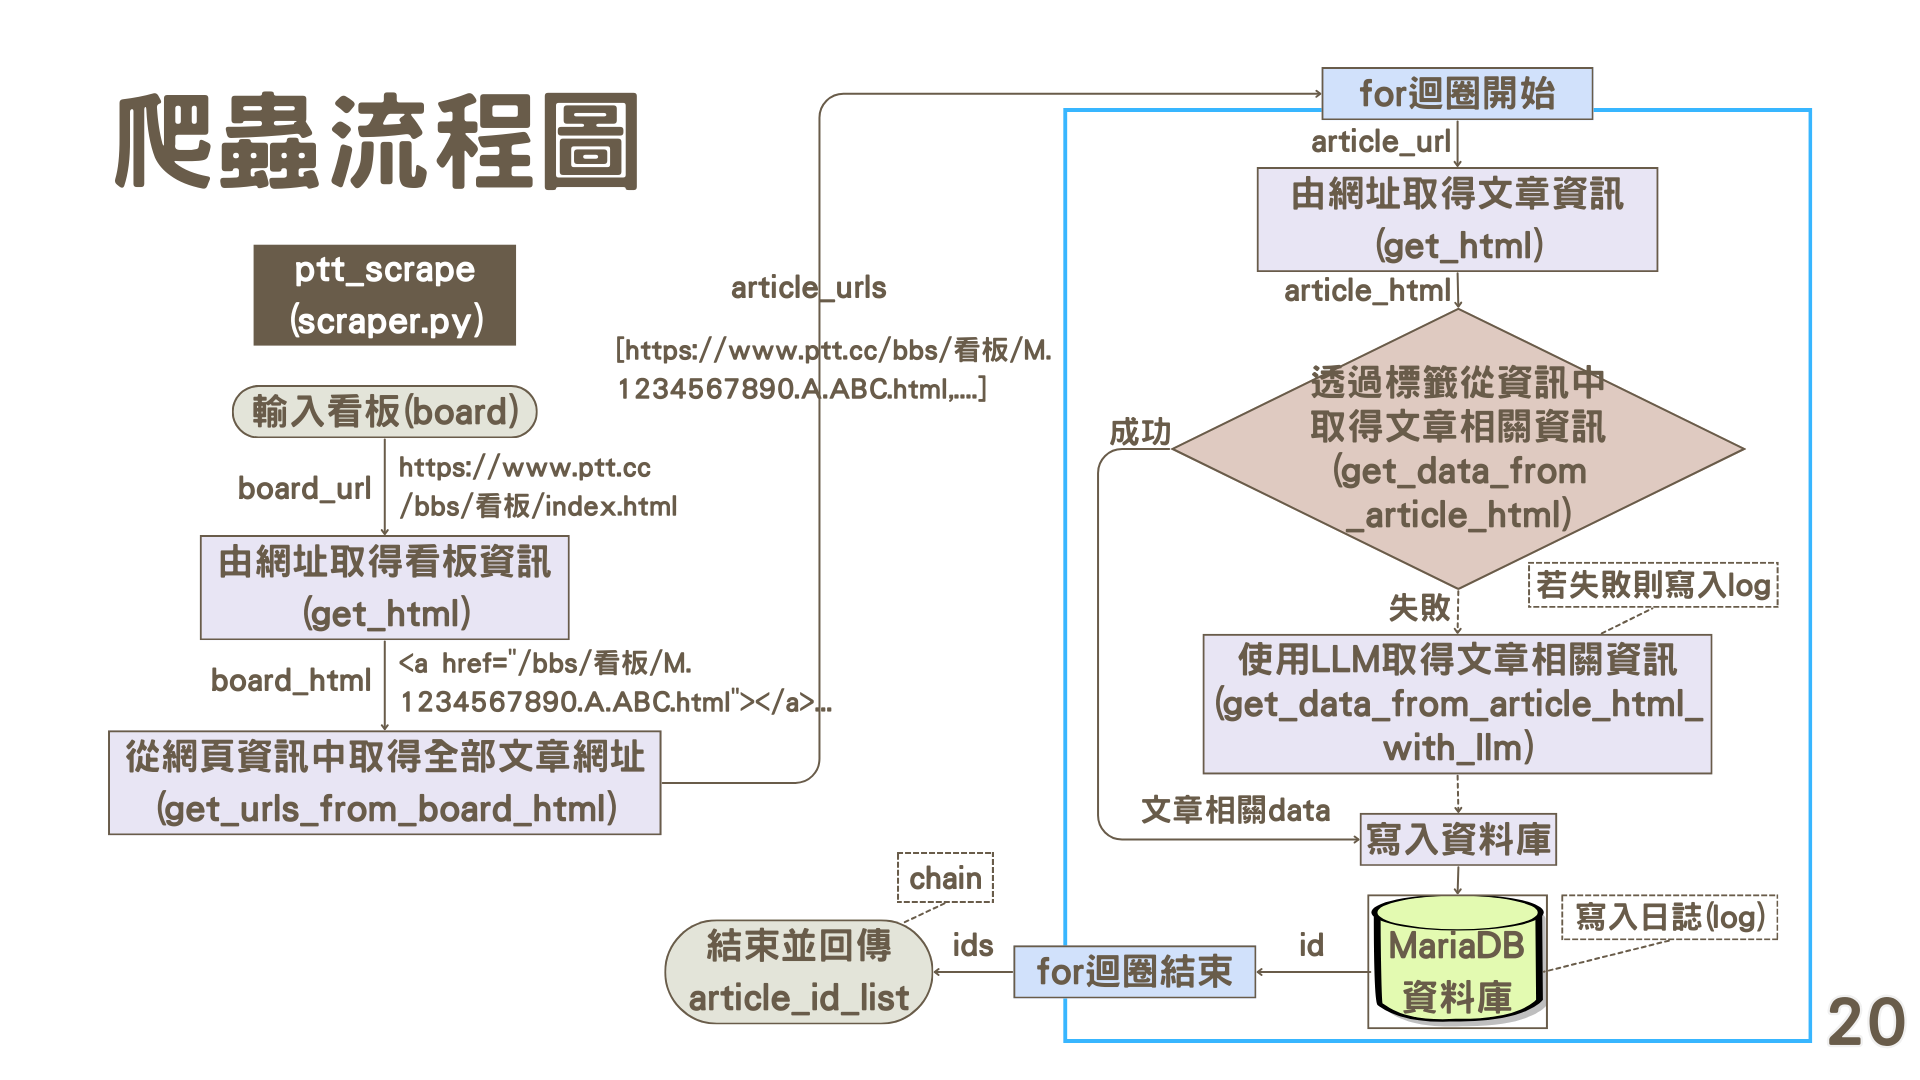 爬蟲流程圖
ptt_scrape
(scraper.py)
輸入看板(board)
board_url
https://www.ptt.cc
/bbs/看板/index.html
由網址取得看板資訊
(get_html)
board_html
<a href="/bbs/看板/M.
1234567890.A.ABC.html"></a>...
從網頁資訊中取得全部文章網址
(get_urls_from_board_html)
article_urls
[https://www.ptt.cc/bbs/看板/M.
1234567890.A.ABC.html,....]
for迴圈開始
article_url
由網址取得文章資訊
(get_html)
article_html
透過標籤從資訊中
取得文章相關資訊
(get_data_from
_article_html)
成功
失敗
若失敗則寫入log
使用LLM取得文章相關資訊
(get_data_from_article_html_
with_llm)
文章相關data
寫入資料庫
MariaDB
資料庫
寫入日誌(log)
id
for迴圈結束
ids
chain
結束並回傳
article_id_list
20